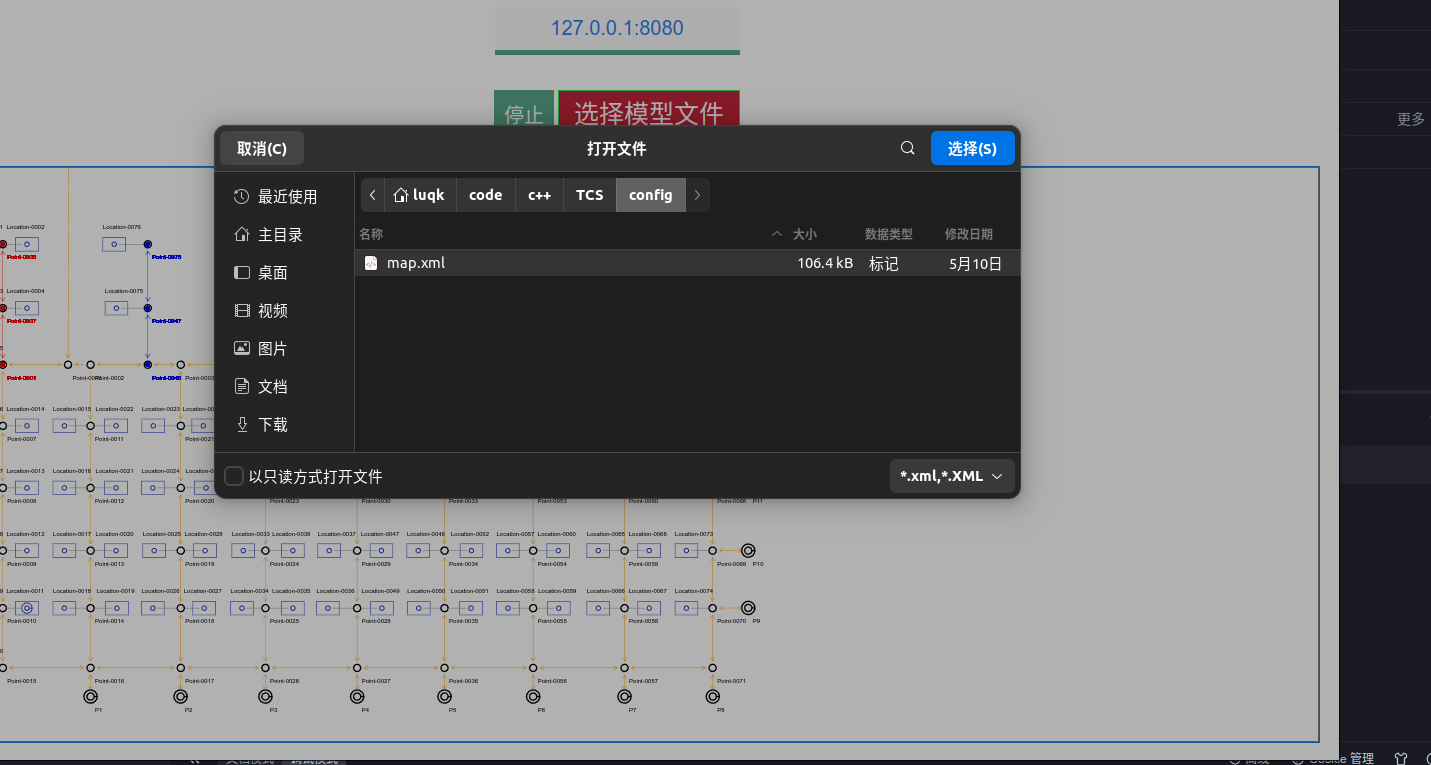 127.0.0.1:8080
停止 选择模型文件
更多
取消(C) 打开文件 选择(S)
最近使用
主目录
桌面
视频
图片
文档
下载
luqk code c++ TCS config
名称 大小 数据类型 修改日期
map.xml 106.4 kB 标记 5月10日
以只读方式打开文件 *.xml,*.XML
Location-0002 Location-0076
Point-0075
Location-0004 Location-0075
Point-0037 Point-0047
Point-0001 Point-0002 Point-0003
Location-0014 Location-0015 Location-0022 Location-0023
Point-0007 Point-0011 Point-0021
Location-0013 Location-0016 Location-0021 Location-0024
Point-0008 Point-0012 Point-0020 Point-0023 Point-0030 Point-0033 Point-0053 Point-0060 Point-0068 P11
Location-0012 Location-0017 Location-0020 Location-0025 Location-0028 Location-0033 Location-0038 Location-0037 Location-0047 Location-0048 Location-0052 Location-0057 Location-0060 Location-0065 Location-0068 Location-0073
Point-0009 Point-0013 Point-0019 Point-0024 Point-0029 Point-0034 Point-0054 Point-0059 Point-0069 P10
Location-0011 Location-0018 Location-0019 Location-0026 Location-0027 Location-0034 Location-0035 Location-0036 Location-0049 Location-0050 Location-0051 Location-0058 Location-0059 Location-0066 Location-0067 Location-0074
Point-0010 Point-0014 Point-0018 Point-0025 Point-0028 Point-0035 Point-0055 Point-0058 Point-0070 P9
Point-0015 Point-0016 Point-0017 Point-0026 Point-0027 Point-0036 Point-0056 Point-0057 Point-0071
P1 P2 P3 P4 P5 P6 P7 P8
Cookie 管理